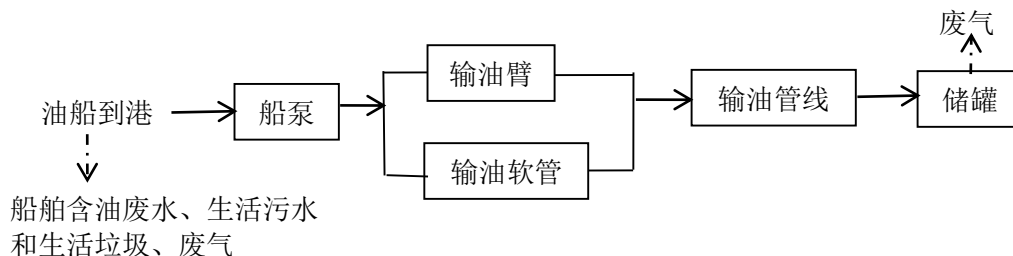 废气
输油臂
油船到港
船泵
输油管线
储罐
输油软管
船舶含油废水、生活污水
和生活垃圾、废气